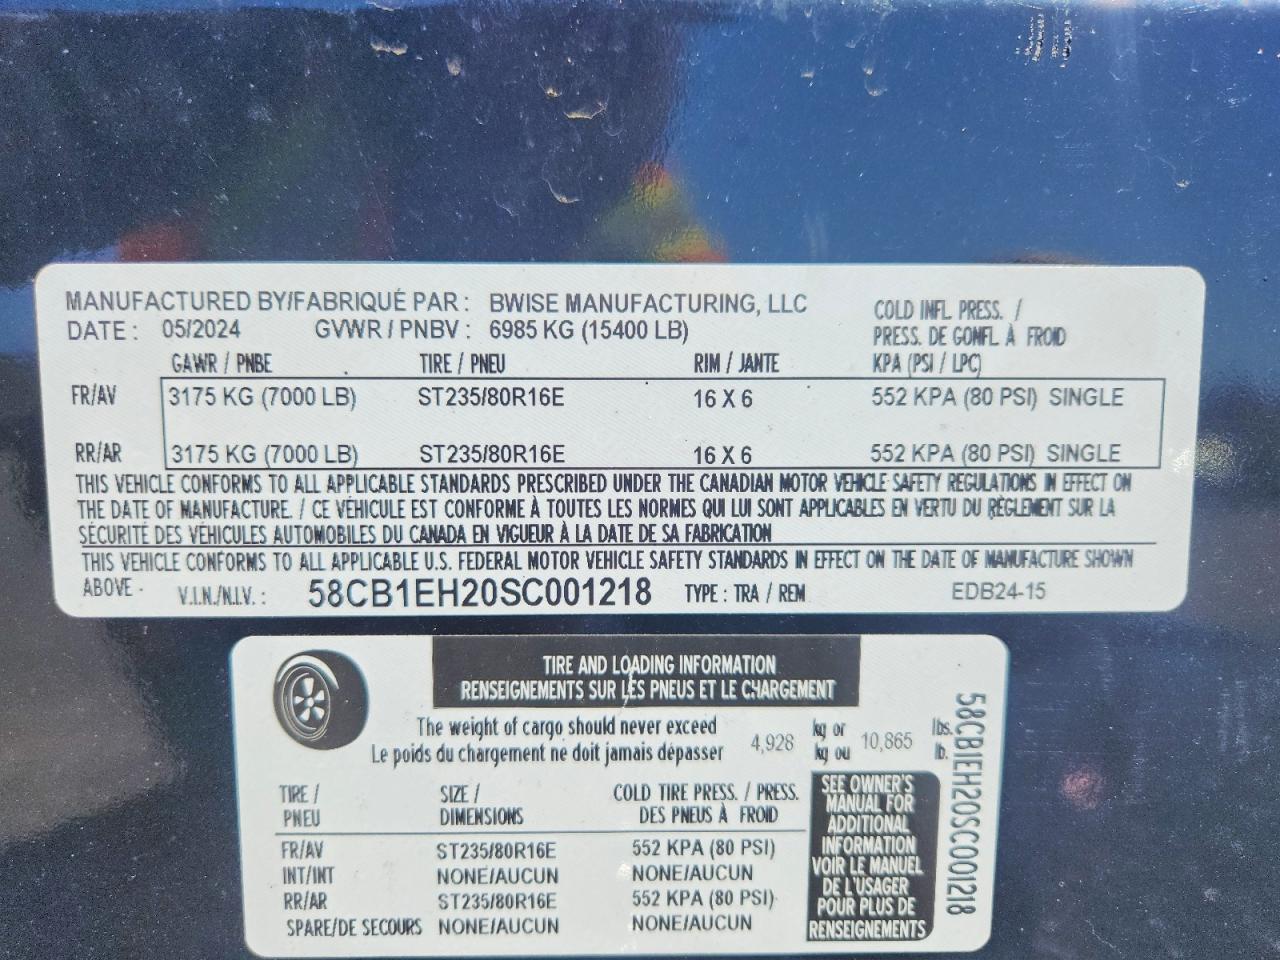 MANUFACTURED BY/FABRIQUÉ PAR : BWISE MANUFACTURING, LLC
DATE : 05/2024 GVWR / PNBV : 6985 KG (15400 LB)
COLD INFL PRESS. /
PRESS. DE GONFL À FROID
GAWR / PNBE TIRE / PNEU RIM / JANTE KPA (PSI / LPC)
FR/AV 3175 KG (7000 LB) ST235/80R16E 16 X 6 552 KPA (80 PSI) SINGLE
RR/AR 3175 KG (7000 LB) ST235/80R16E 16 X 6 552 KPA (80 PSI) SINGLE
THIS VEHICLE CONFORMS TO ALL APPLICABLE STANDARDS PRESCRIBED UNDER THE CANADIAN MOTOR VEHICLE SAFETY REGULATIONS IN EFFECT ON
THE DATE OF MANUFACTURE. / CE VÉHICULE EST CONFORME À TOUTES LES NORMES QUI LUI SONT APPLICABLES EN VERTU DU RÈGLEMENT SUR LA
SÉCURITÉ DES VÉHICULES AUTOMOBILES DU CANADA EN VIGUEUR À LA DATE DE SA FABRICATION
THIS VEHICLE CONFORMS TO ALL APPLICABLE U.S. FEDERAL MOTOR VEHICLE SAFETY STANDARDS IN EFFECT ON THE DATE OF MANUFACTURE SHOWN
ABOVE - V.I.N./N.I.V. : 58CB1EH20SC001218 TYPE : TRA / REM EDB24-15
TIRE AND LOADING INFORMATION
RENSEIGNEMENTS SUR LES PNEUS ET LE CHARGEMENT
The weight of cargo should never exceed
Le poids du chargement ne doit jamais dépasser
4,928
kg or
kg ou
10,865
lbs.
lb.
TIRE / SIZE / COLD TIRE PRESS. / PRESS.
PNEU DIMENSIONS DES PNEUS À FROID
FR/AV ST235/80R16E 552 KPA (80 PSI)
INT/INT NONE/AUCUN NONE/AUCUN
RR/AR ST235/80R16E 552 KPA (80 PSI)
SPARE/DE SECOURS NONE/AUCUN NONE/AUCUN
SEE OWNER'S
MANUAL FOR
ADDITIONAL
INFORMATION
VOIR LE MANUEL
DE L'USAGER
POUR PLUS DE
RENSEIGNEMENTS
58CB1EH20SC001218